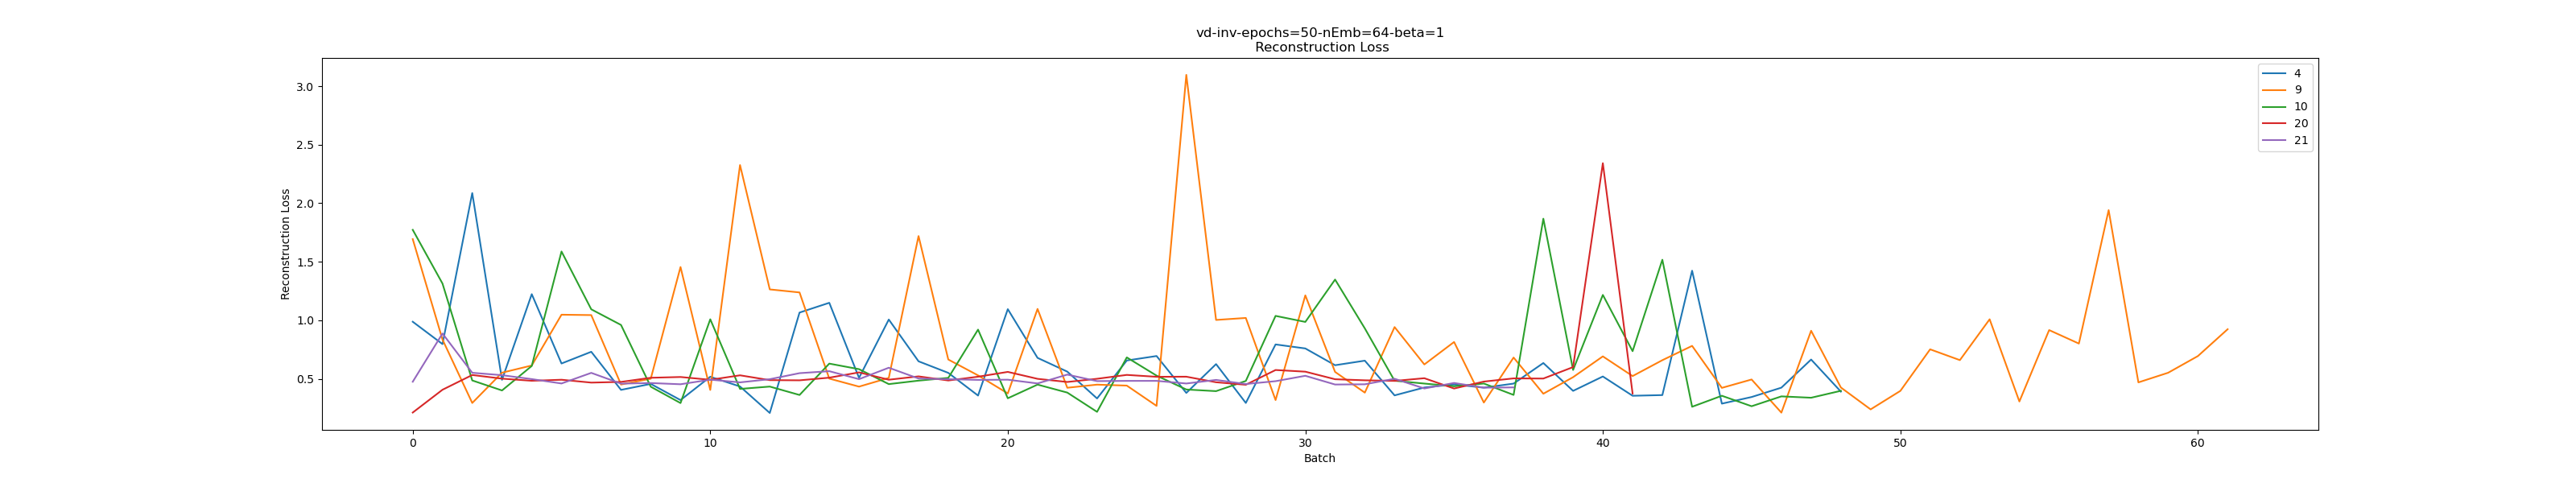 vd-inv-epochs=50-nEmb=64-beta=1
Reconstruction Loss
3.0
2.5
2.0
1.5
1.0
0.5
Reconstruction Loss
4
9
10
20
21
0 10 20 30 40 50 60
Batch